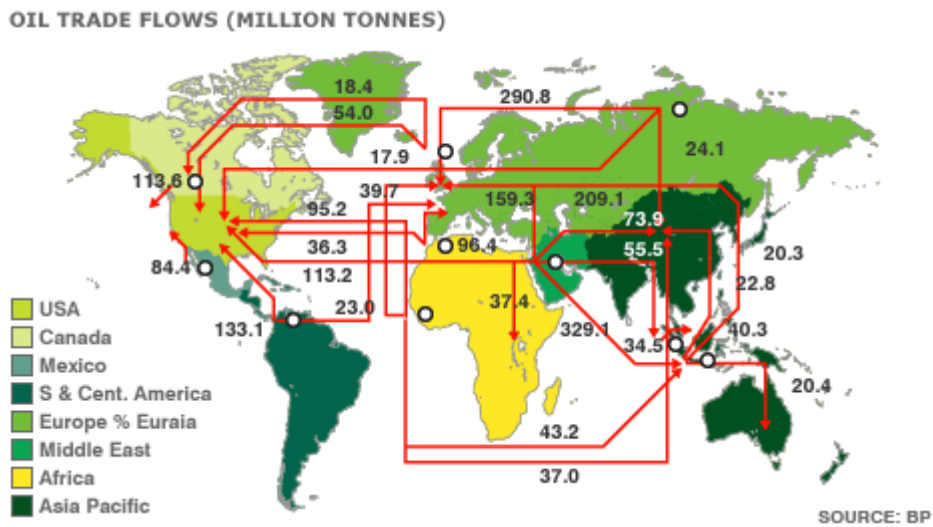 OIL TRADE FLOWS (MILLION TONNES)
18.4
290.8
54.0
24.1
17.9
113.6
39.7
159.3
209.1
95.2
73.9
36.3
96.4
55.5
20.3
84.4
113.2
22.8
37.4
23.0
133.1
329.1
34.5
40.3
20.4
43.2
37.0
USA
Canada
Mexico
S & Cent. America
Europe % Euraia
Middle East
Africa
Asia Pacific
SOURCE: BP